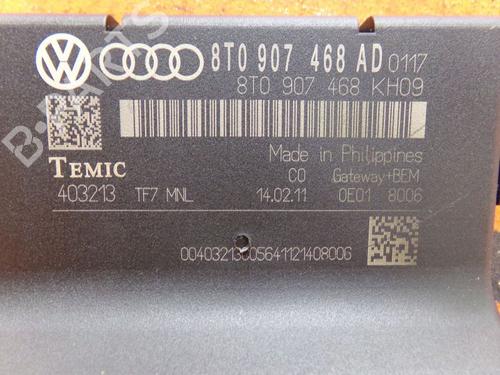 B-PARTS
8T0 907 468 AD 0117
8T0 907 468 KH09
TEMIC
Made in Philippines
C0 Gateway+BEM
403213 TF7 MNL 14.02.11 0E01 8006